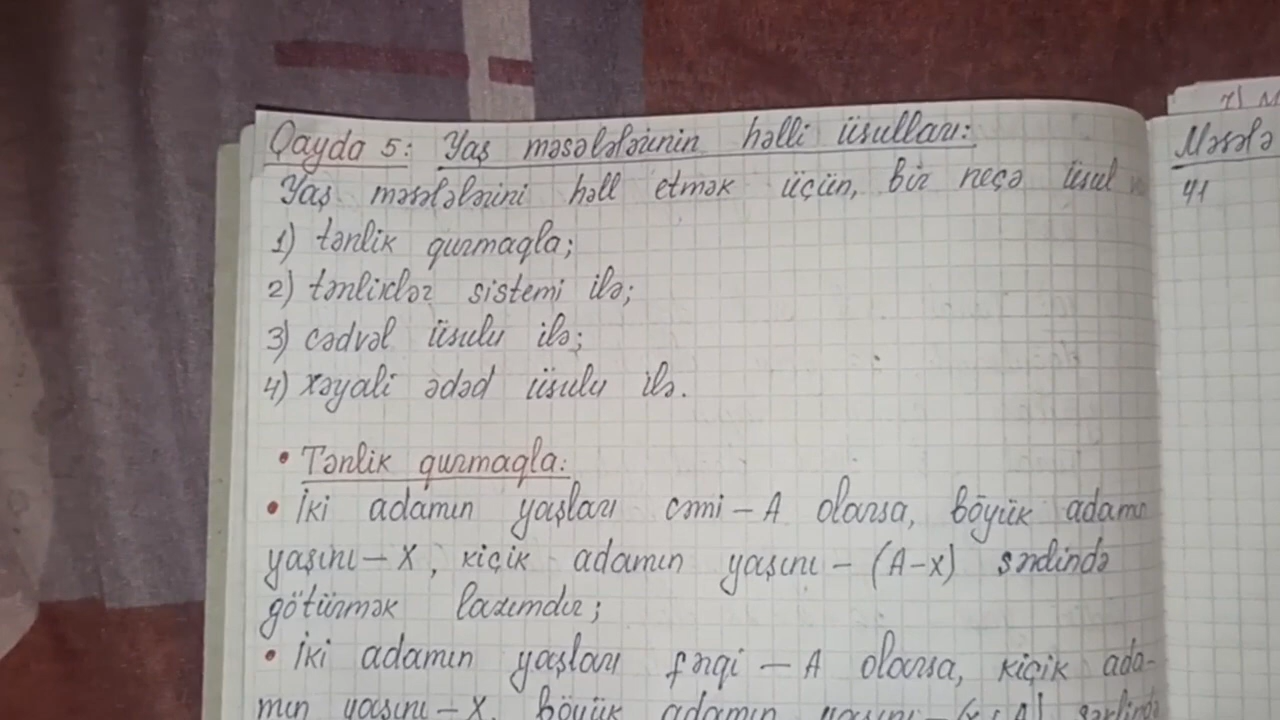 Qayda 5: Yaş məsələlərinin həlli üsulları:
Yaş məsələlərini həll etmək üçün, bir neçə üsul
1) tənlik qurmaqla;
2) tənliklər sistemi ilə;
3) cədvəl üsulu ilə;
4) xəyali ədəd üsulu ilə.
• Tənlik qurmaqla:
• İki adamın yaşları cəmi – A olarsa, böyük adamın
yaşını – X, kiçik adamın yaşını – (A-x) şəklində
götürmək lazımdır;
• İki adamın yaşları fərqi – A olarsa, kiçik ada-
mın yaşını – X, böyük adamın yaşını – (x+A) şəklində
Məsələ
41